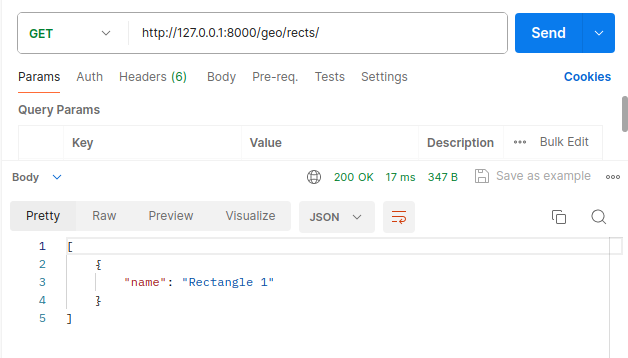 GET http://127.0.0.1:8000/geo/rects/ Send
Params Auth Headers (6) Body Pre-req. Tests Settings Cookies
Query Params
Key Value Description Bulk Edit
Body 200 OK 17 ms 347 B Save as example
Pretty Raw Preview Visualize JSON
1 [
2 {
3 "name": "Rectangle 1"
4 }
5 ]